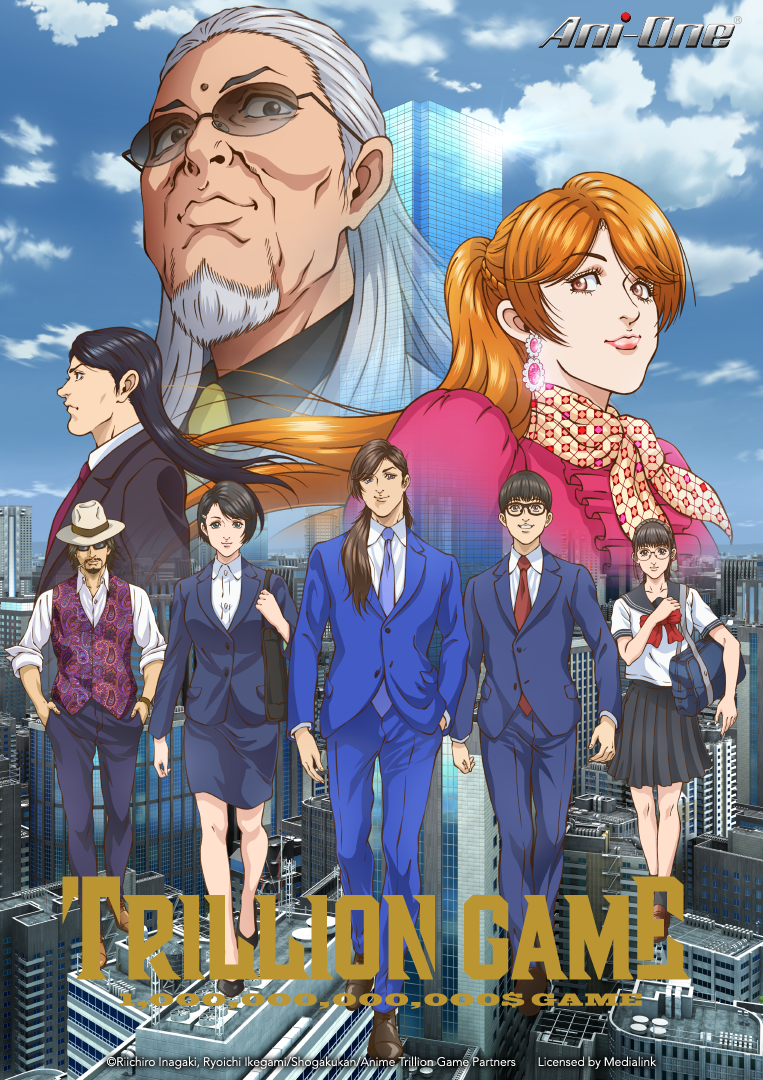 Ani-One®
TRILLION GAME
1,000,000,000,000$ GAME
©Riichiro Inagaki, Ryoichi Ikegami/Shogakukan/Anime Trillion Game Partners Licensed by Medialink